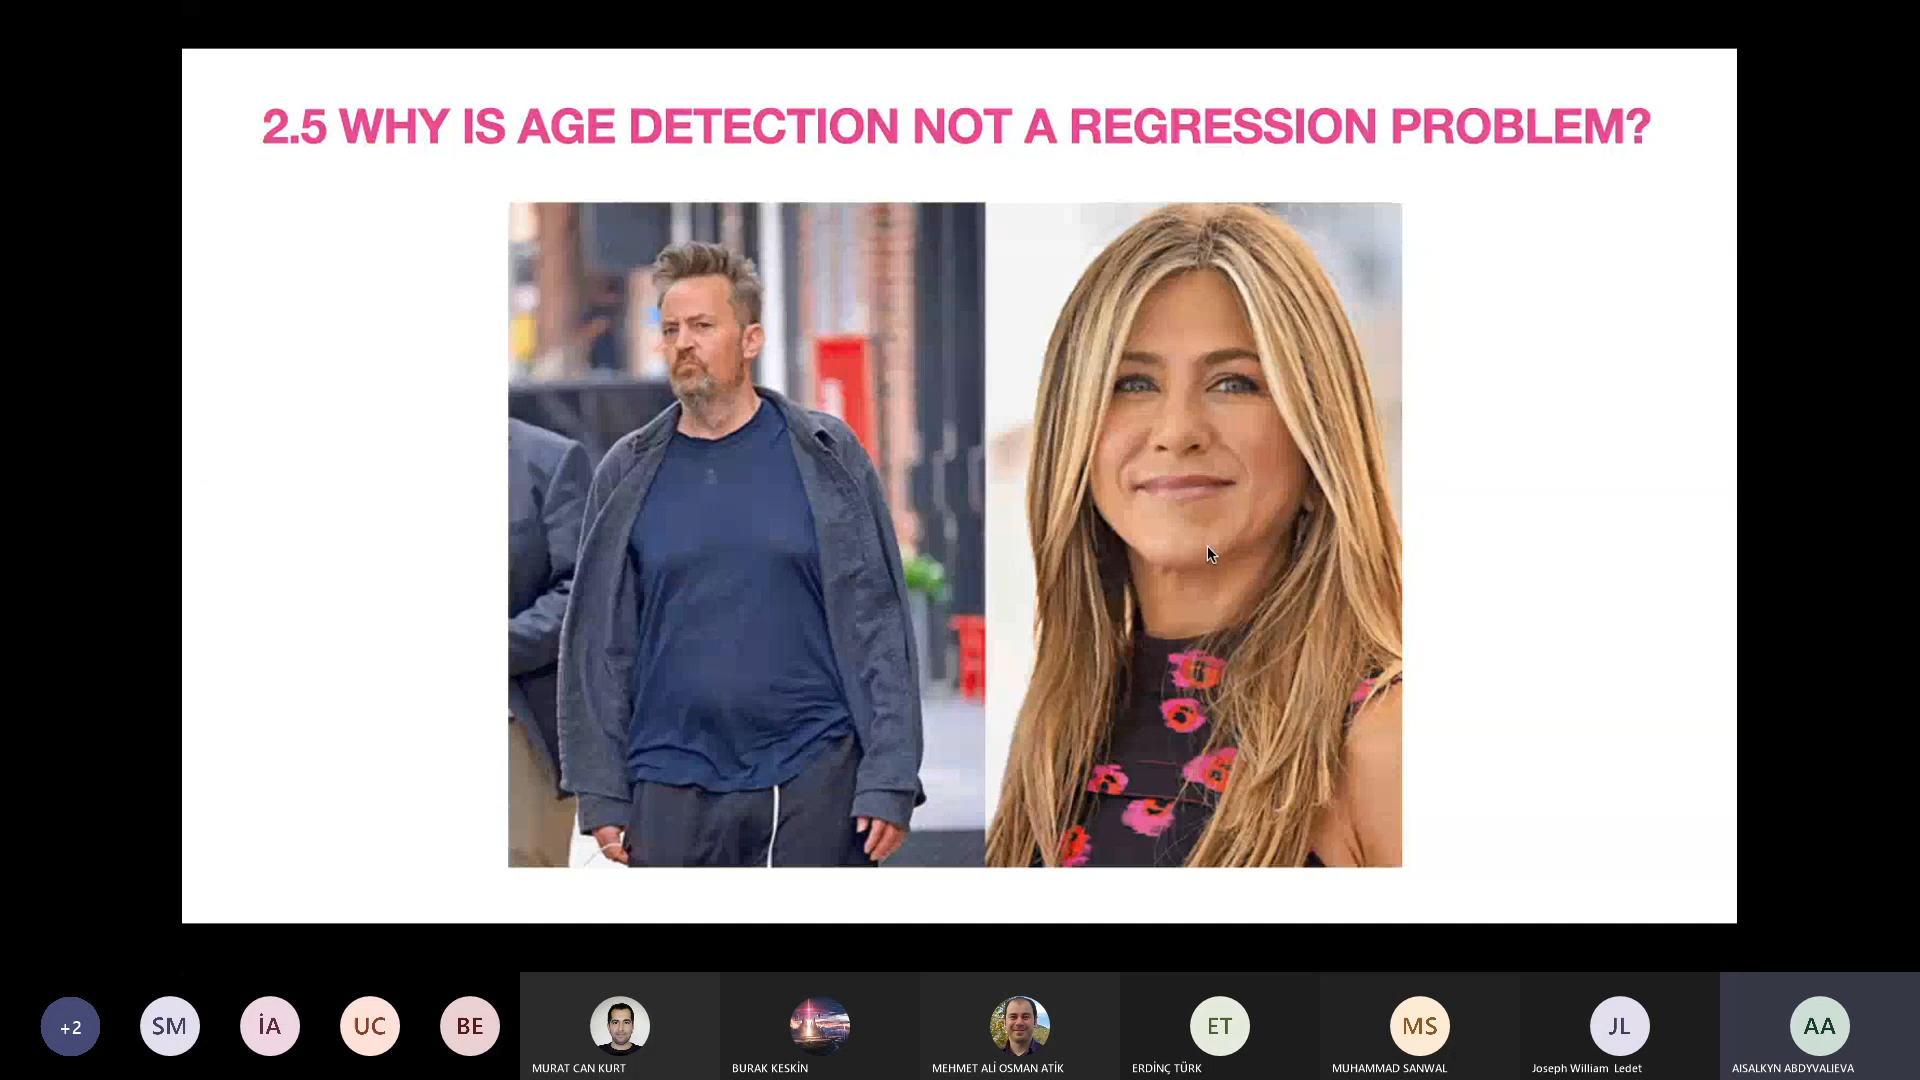 2.5 WHY IS AGE DETECTION NOT A REGRESSION PROBLEM?
+2
SM
İA
UC
BE
ET
MS
JL
AA
MURAT CAN KURT
BURAK KESKİN
MEHMET ALİ OSMAN ATİK
ERDİNÇ TÜRK
MUHAMMAD SANWAL
Joseph William Ledet
AISALKYN ABDYVALIEVA